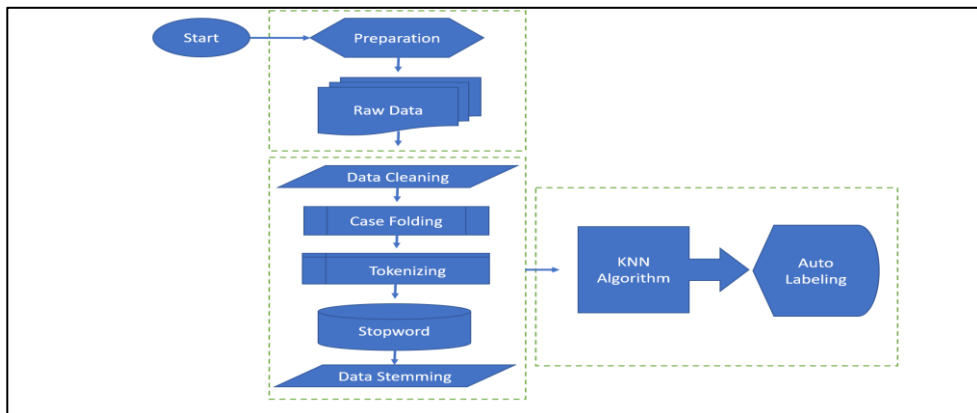 Start
Preparation
Raw Data
Data Cleaning
Case Folding
Tokenizing
Stopword
Data Stemming
KNN
Algorithm
Auto
Labeling